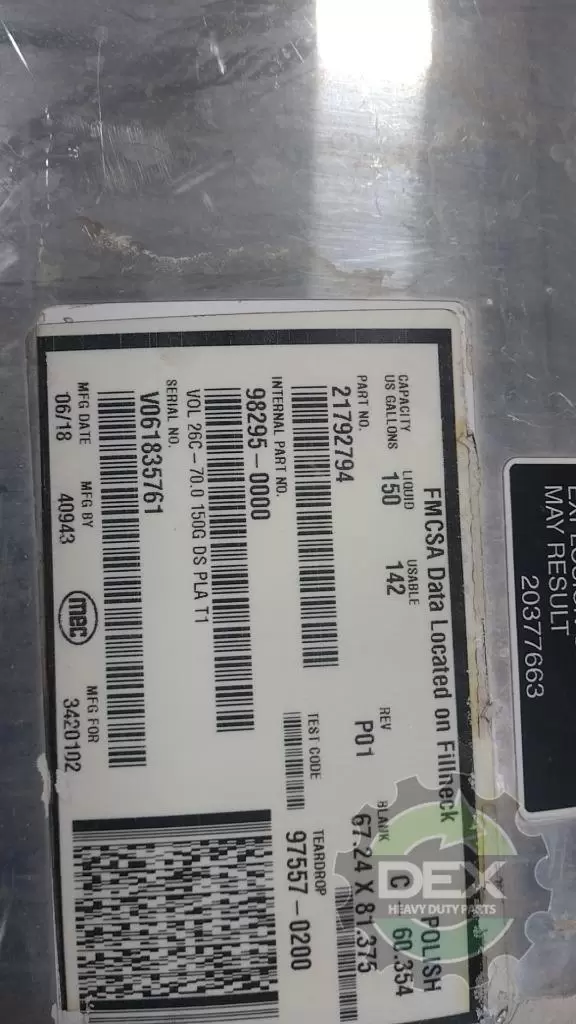 FMCSA Data Located on Fillneck
CAPACITY
US GALLONS
LIQUID
150
USABLE
142
POLISH
C - 60.354
PART NO.
21792794
REV
P01
BLANK
67.24 X 81.375
INTERNAL PART NO.
98295-0000
TEST CODE
TEARDROP
97557-0200
VOL 26C-70.0 150G DS PLA T1
SERIAL NO.
V061835761
MFG DATE
06/18
MFG BY
40943
mec
MFG FOR
3420102
MAY RESULT
20377663
DEX
HEAVY DUTY PARTS